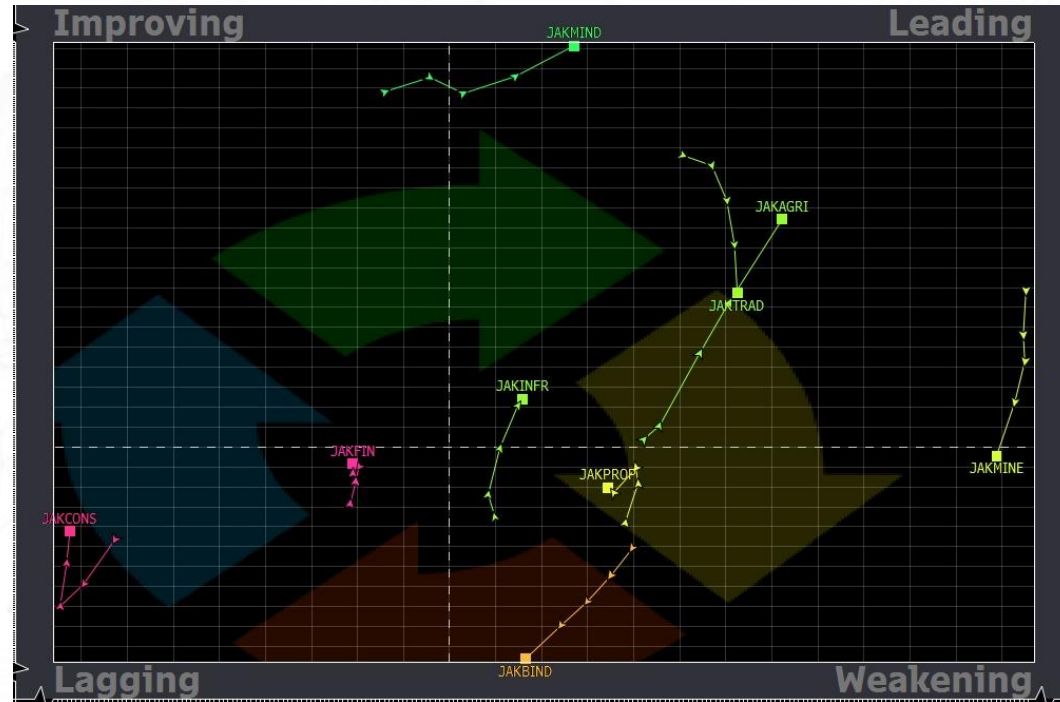 Improving
Leading
JAKMIND
JAKAGRI
JAKTRAD
JAKINFR
JAKFIN
JAKPROP
JAKMINE
JAKCONS
JAKBIND
Lagging
Weakening